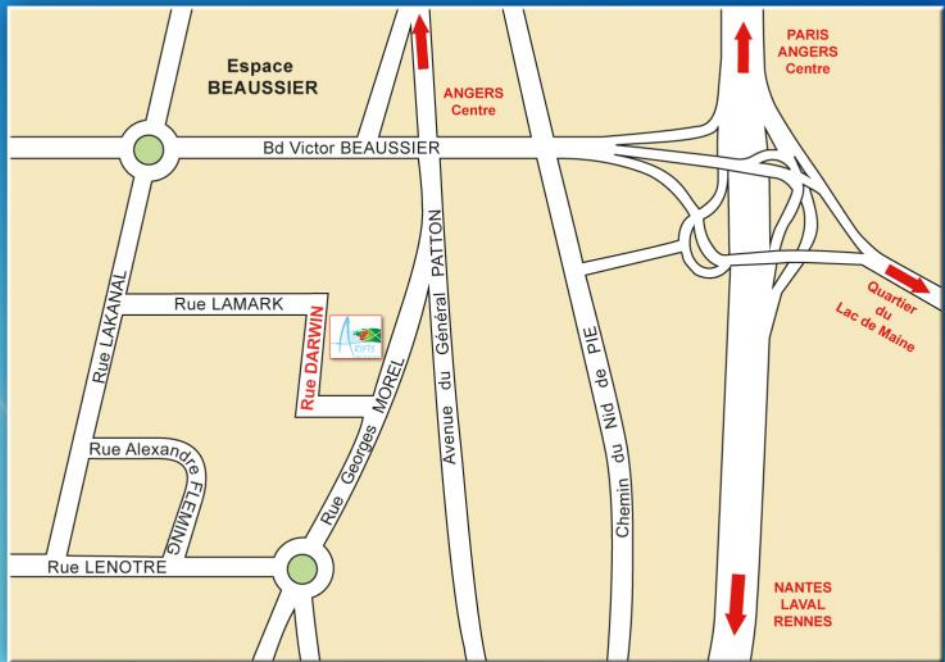 Espace
BEAUSSIER
ANGERS
Centre
PARIS
ANGERS
Centre
Bd Victor BEAUSSIER
Rue LAKANAL
Rue LAMARK
Rue DARWIN
ARIFTS
Rue Georges MOREL
Avenue du Général PATTON
Chemin du Nid de PIE
Quartier
du
Lac de Maine
Rue Alexandre FLEMING
Rue LENOTRE
NANTES
LAVAL
RENNES